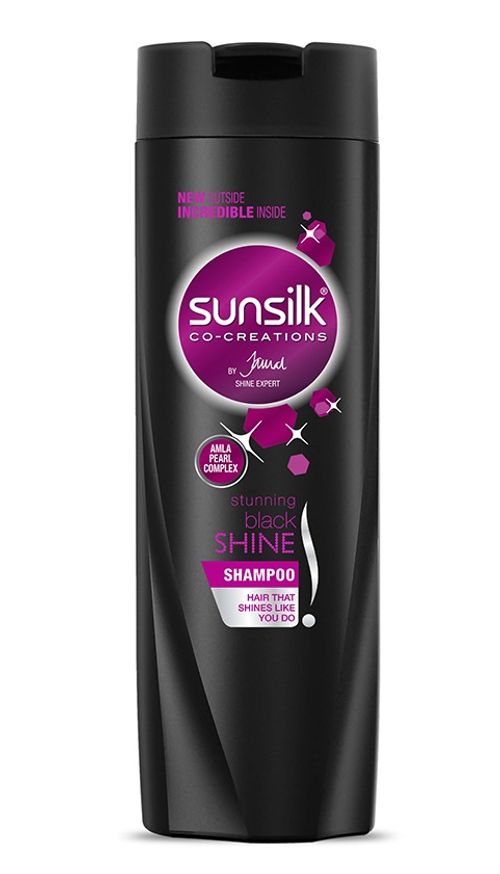 NEW OUTSIDE
INCREDIBLE INSIDE
sunsilk®
CO-CREATIONS
BY Jamal
SHINE EXPERT
AMLA
PEARL
COMPLEX
stunning
black
SHINE!
SHAMPOO
HAIR THAT
SHINES LIKE
YOU DO